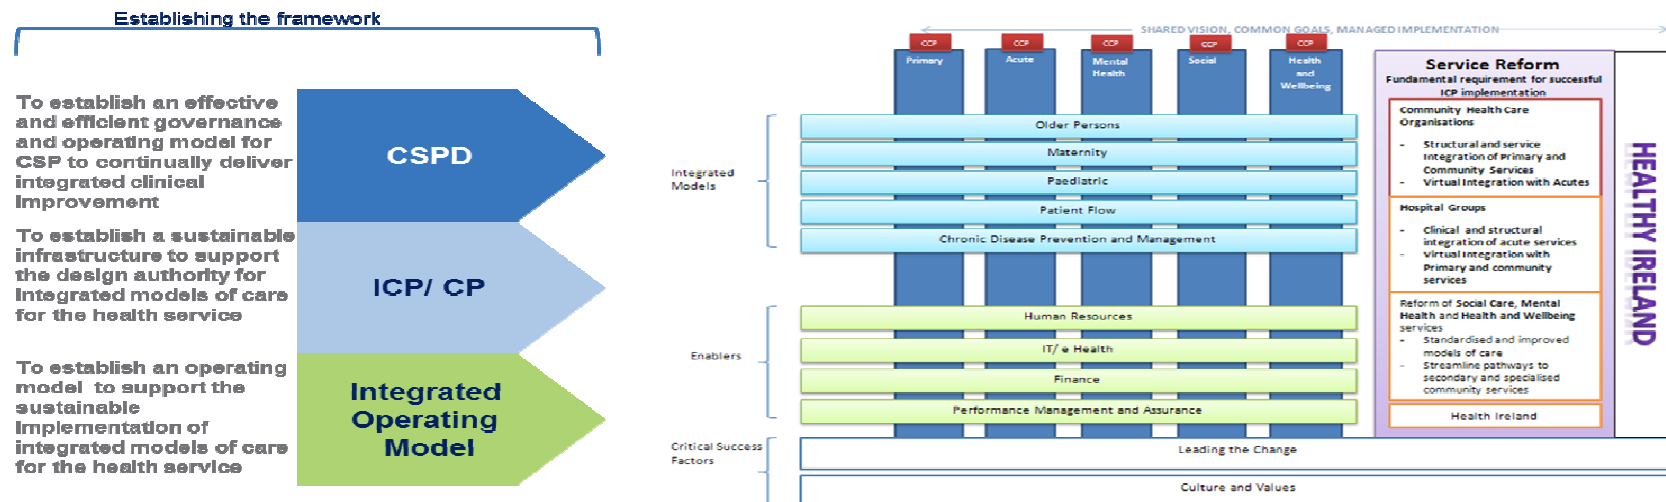 Establishing the framework
To establish an effective
and efficient governance
and operating model for
CSP to continually deliver
integrated clinical
Improvement
CSPD
To establish a sustainable
infrastructure to support
the design authority for
Integrated models of care
for the health service
ICP/ CP
To establish an operating
model to support the
sustainable
Implementation of
integrated models of care
for the health service
Integrated
Operating
Model
SHARED VISION, COMMON GOALS, MANAGED IMPLEMENTATION
CCP
CCP
CCP
CCP
CCP
Primary
Acute
Mental
Health
Social
Health
and
Wellbeing
Integrated
Models
Older Persons
Maternity
Paediatric
Patient Flow
Chronic Disease Prevention and Management
Enablers
Human Resources
IT/ e Health
Finance
Performance Management and Assurance
Critical Success
Factors
Leading the Change
Culture and Values
Service Reform
Fundamental requirement for successful
ICP implementation
Community Health Care
Organisations
- Structural and service
Integration of Primary and
Community Services
- Virtual Integration with Acutes
Hospital Groups
- Clinical and structural
integration of acute services
- Virtual Integration with
Primary and community
services
Reform of Social Care, Mental
Health and Health and Wellbeing
services
- Standardised and improved
models of care
- Streamline pathways to
secondary and specialised
community services
Health Ireland
HEALTHY IRELAND